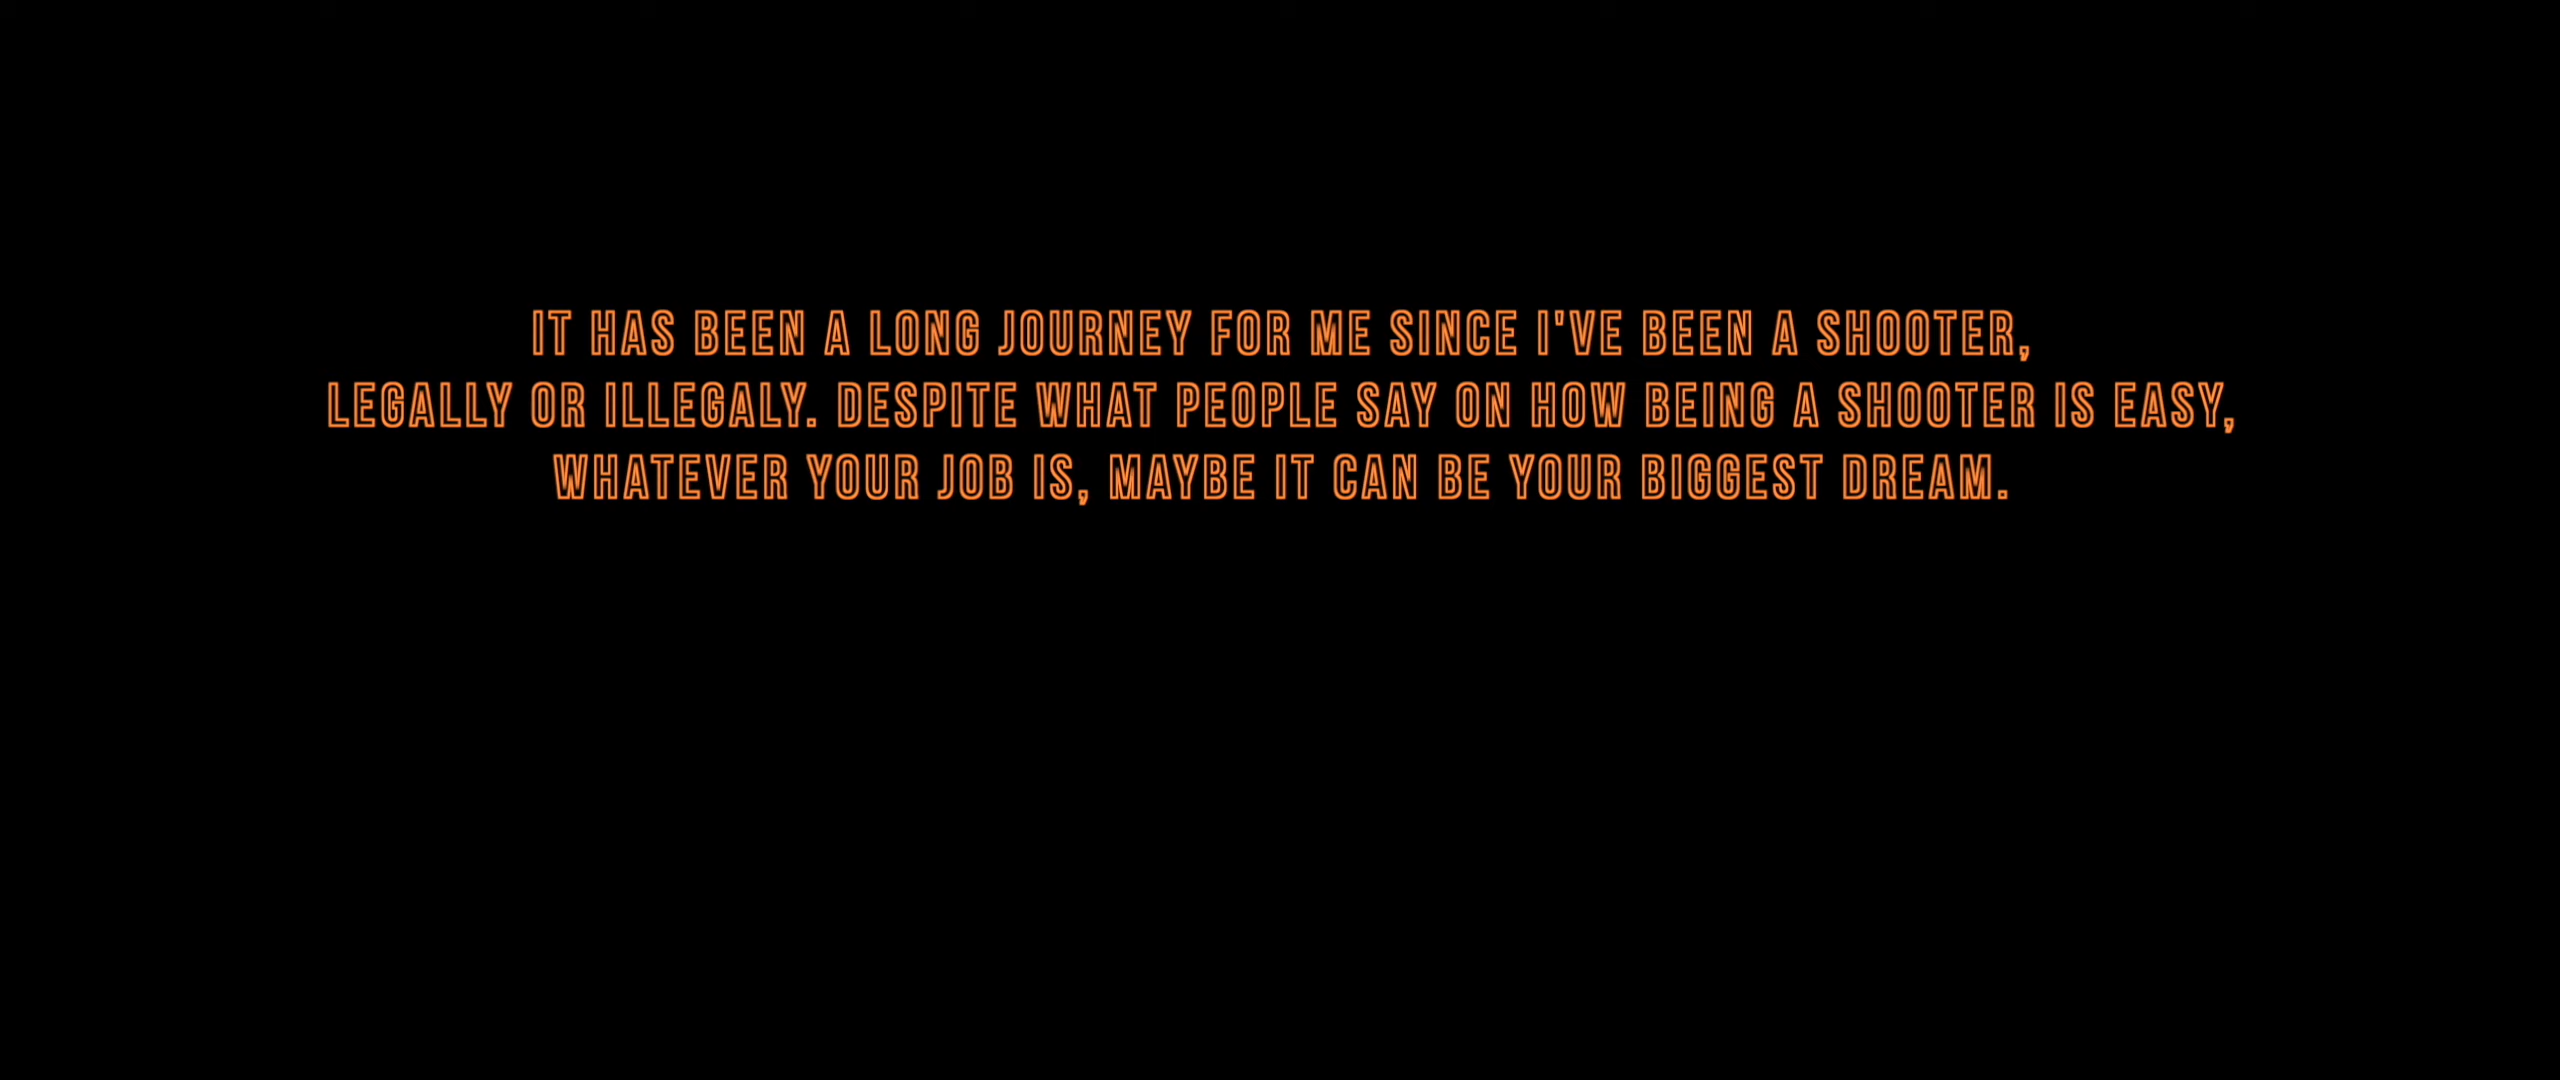 IT HAS BEEN A LONG JOURNEY FOR ME SINCE I'VE BEEN A SHOOTER,
LEGALLY OR ILLEGALY. DESPITE WHAT PEOPLE SAY ON HOW BEING A SHOOTER IS EASY,
WHATEVER YOUR JOB IS, MAYBE IT CAN BE YOUR BIGGEST DREAM.